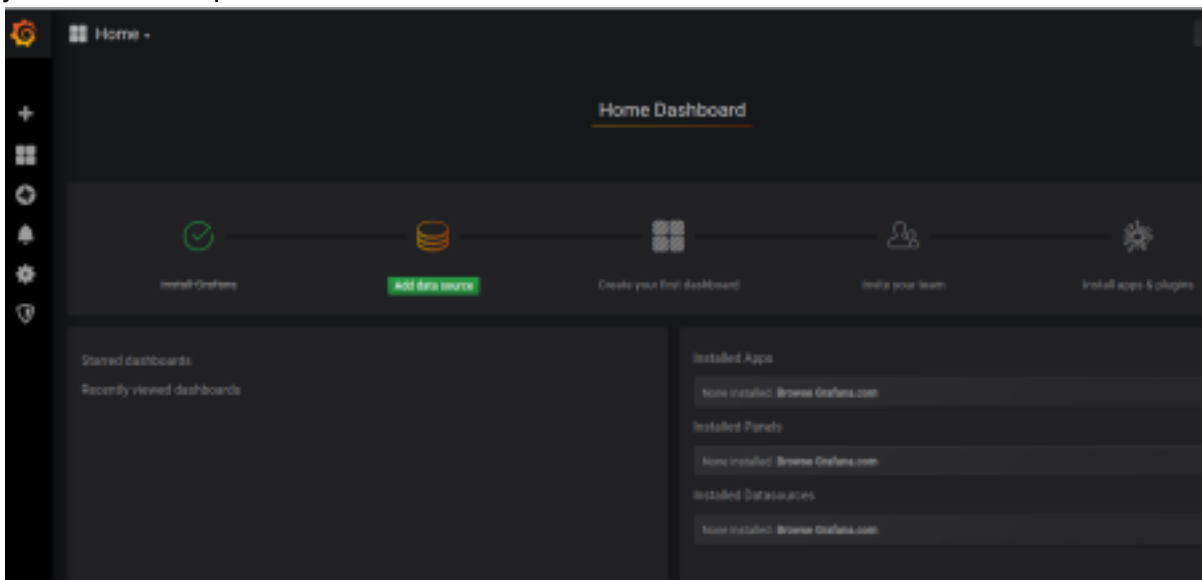 Home
Home Dashboard
Install Grafana
Add data source
Create your first dashboard
Invite your team
Install apps & plugins
Starred dashboards
Recently viewed dashboards
Installed Apps
None installed. Browse Grafana.com
Installed Panels
None installed. Browse Grafana.com
Installed Datasources
None installed. Browse Grafana.com